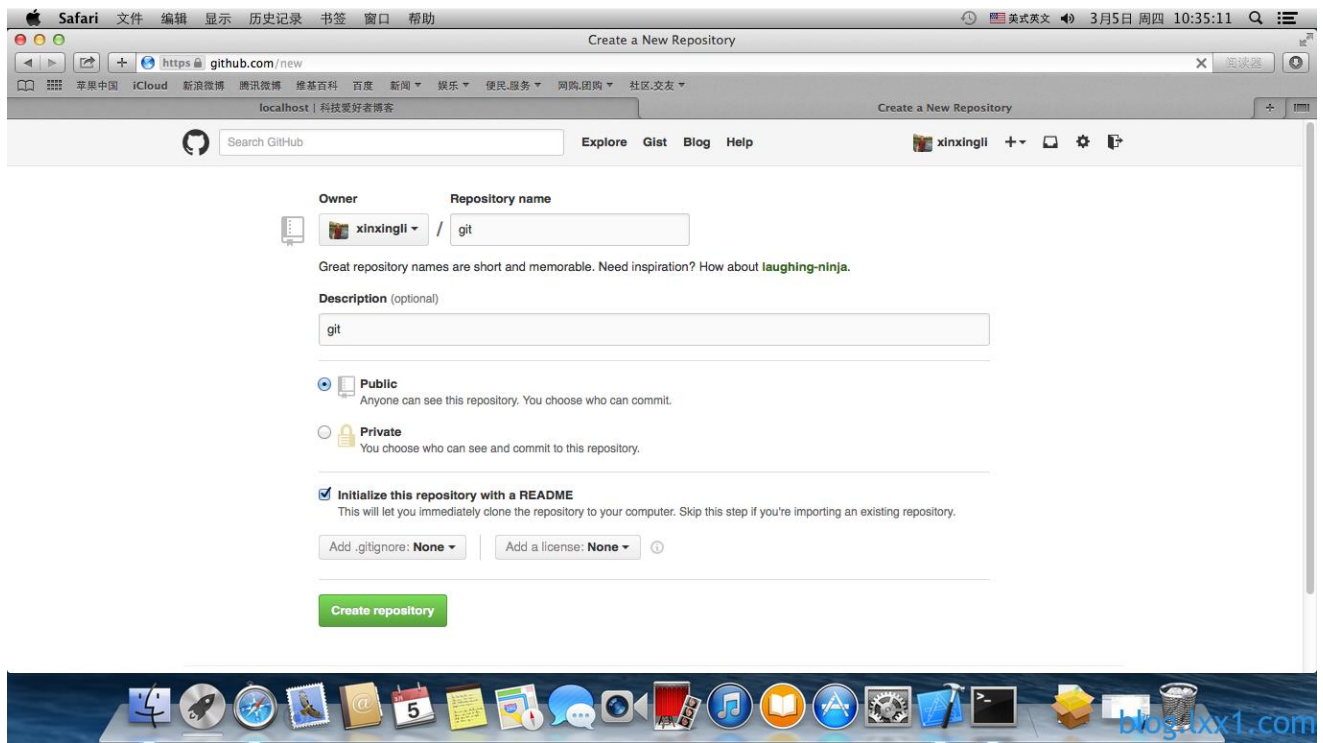 Safari 文件 编辑 显示 历史记录 书签 窗口 帮助 美式英文 3月5日 周四 10:35:11
Create a New Repository
https github.com/new 阅读器
苹果中国 iCloud 新浪微博 腾讯微博 维基百科 百度 新闻 娱乐 便民.服务 网购.团购 社区.交友
localhost | 科技爱好者博客 Create a New Repository
Search GitHub Explore Gist Blog Help xinxingli
Owner Repository name
xinxingli / git
Great repository names are short and memorable. Need inspiration? How about laughing-ninja.
Description (optional)
git
Public
Anyone can see this repository. You choose who can commit.
Private
You choose who can see and commit to this repository.
Initialize this repository with a README
This will let you immediately clone the repository to your computer. Skip this step if you're importing an existing repository.
Add .gitignore: None Add a license: None
Create repository
5
blog.lxx1.com